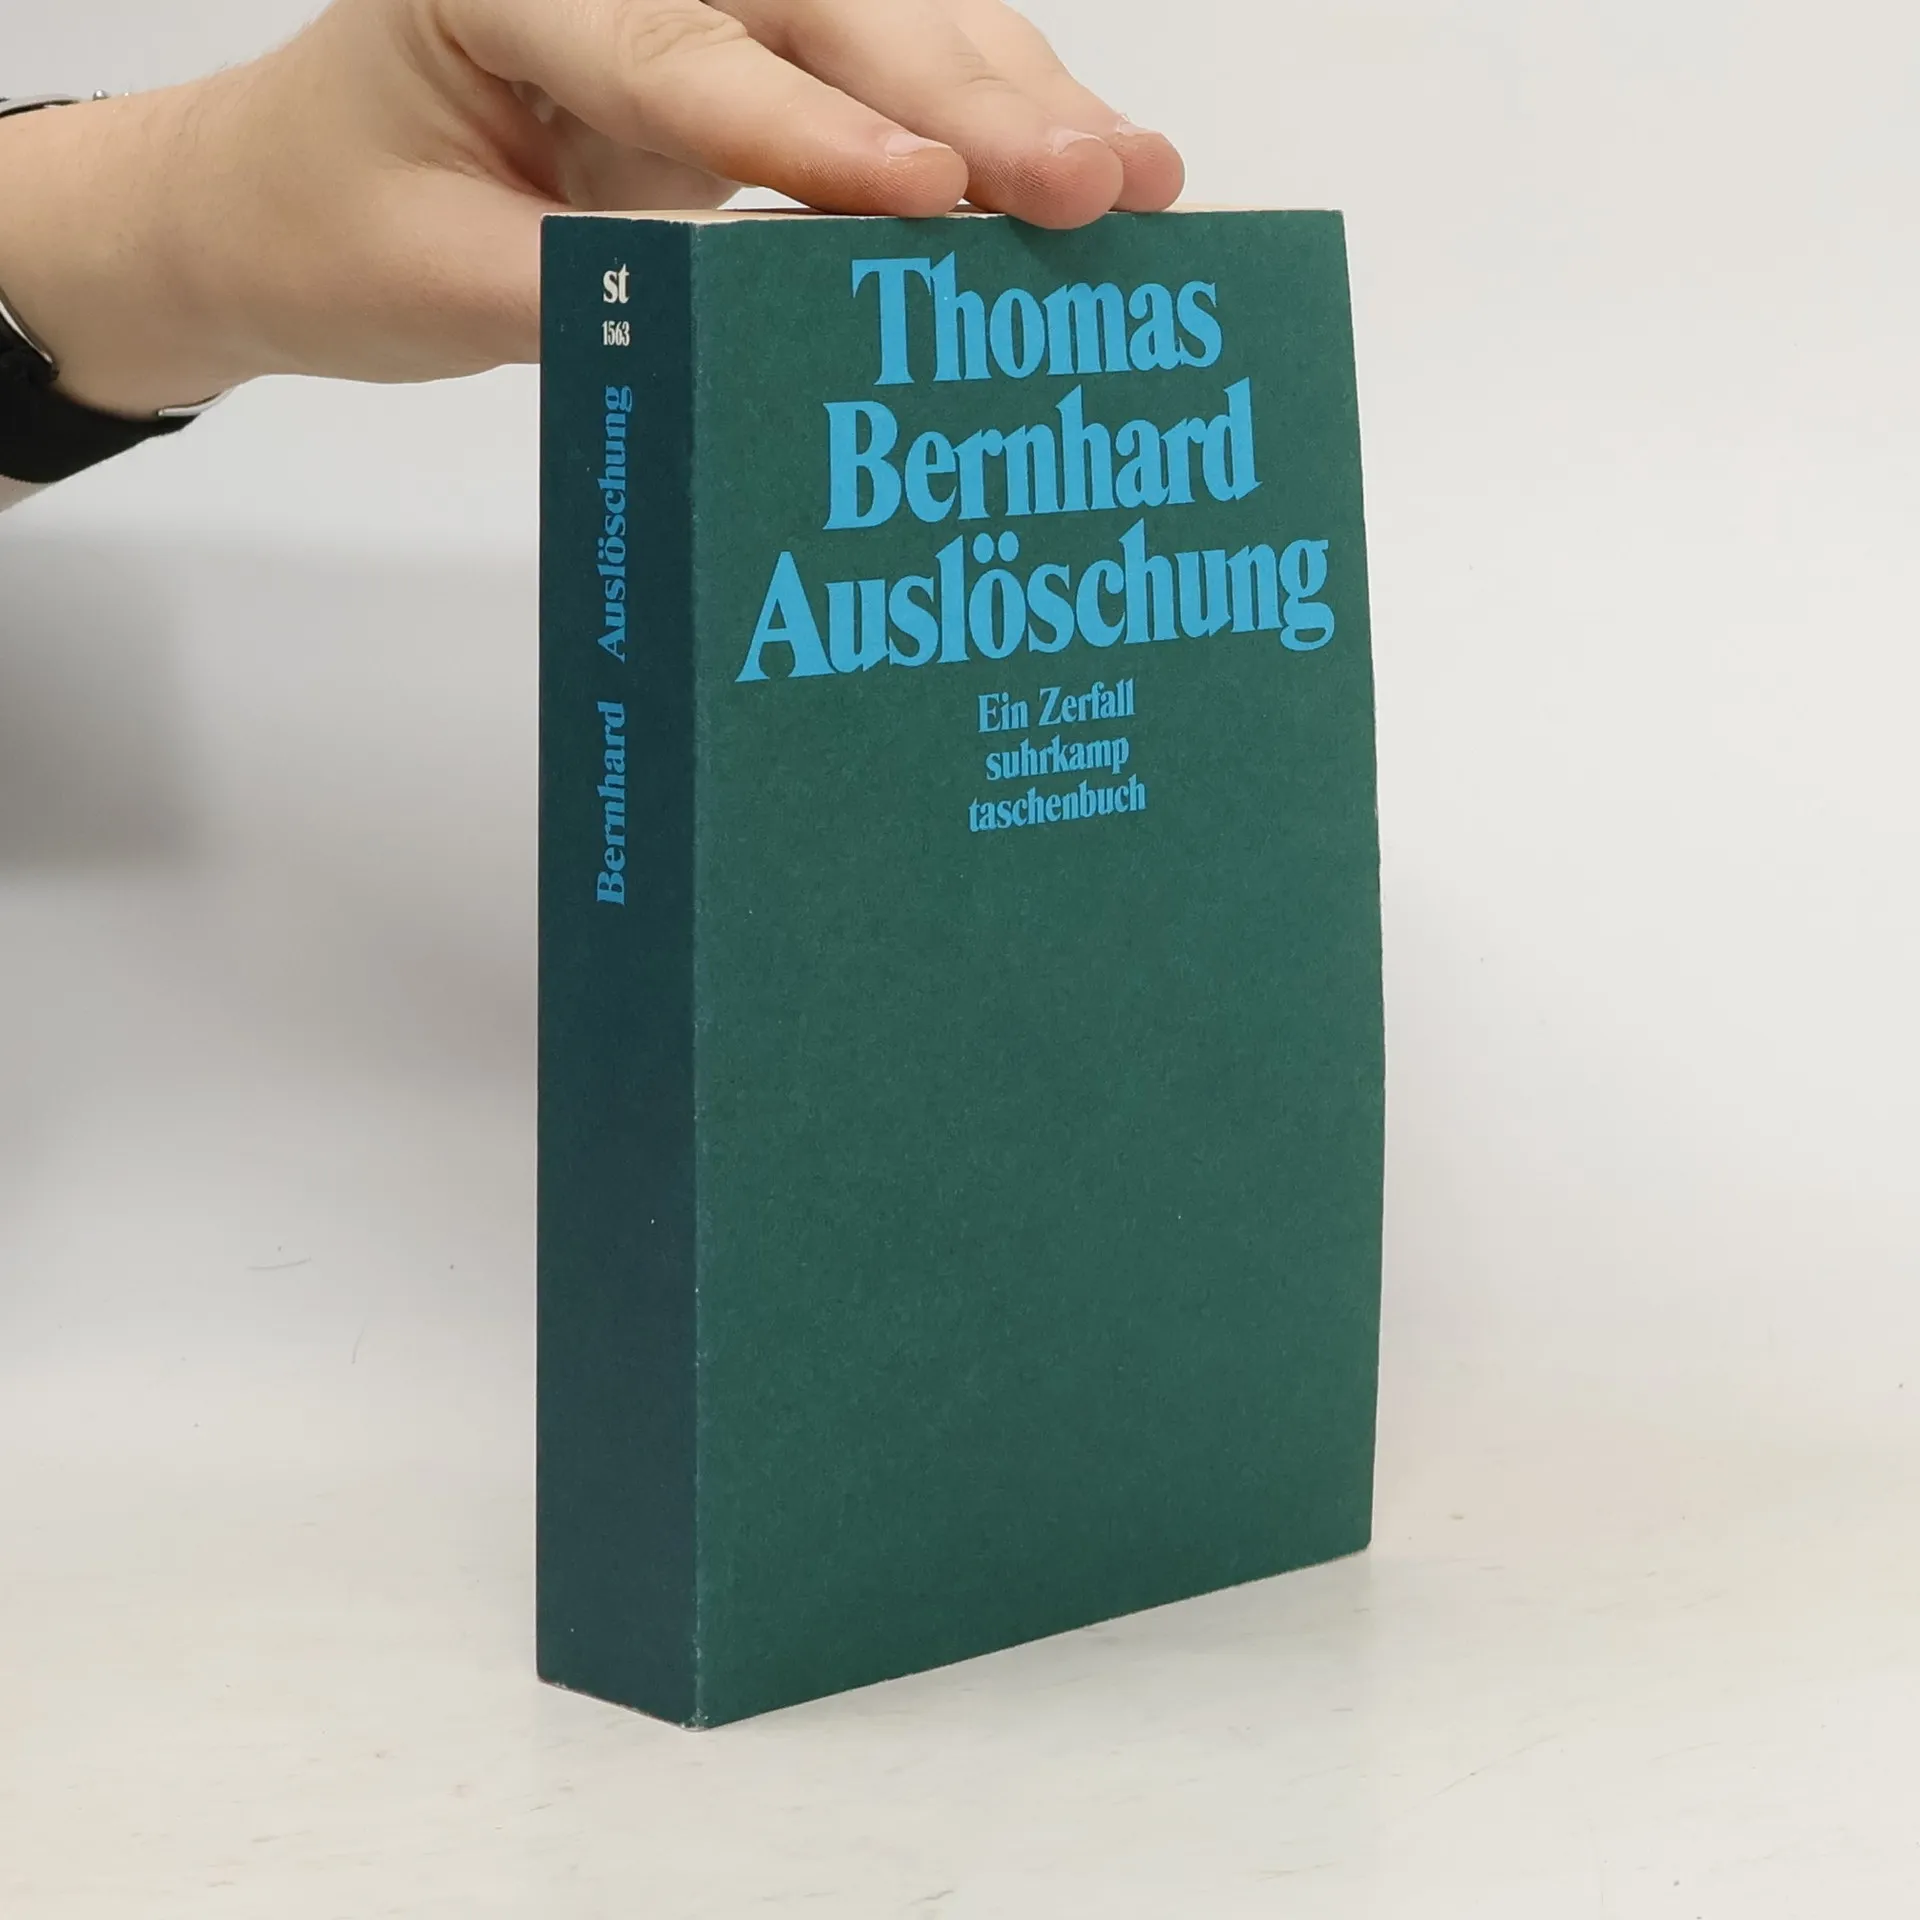 st
1563
Bernhard Auslöschung
Thomas
Bernhard
Auslöschung
Ein Zerfall
suhrkamp
taschenbuch